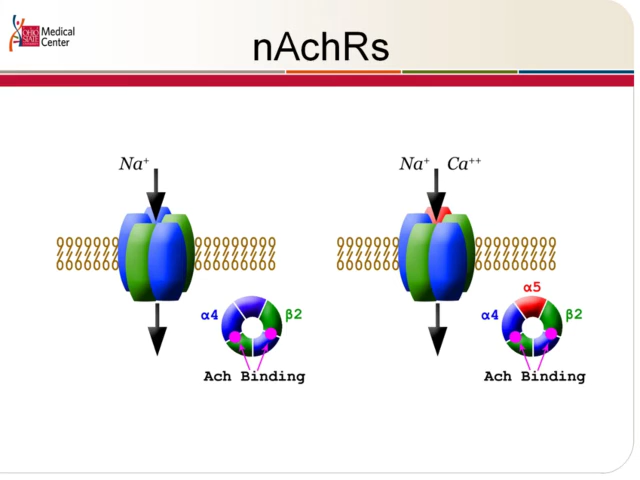 OHIO
STATE
Medical
Center
nAchRs
Na⁺
Na⁺ Ca⁺⁺
α5
α4
β2
α4
β2
Ach Binding
Ach Binding